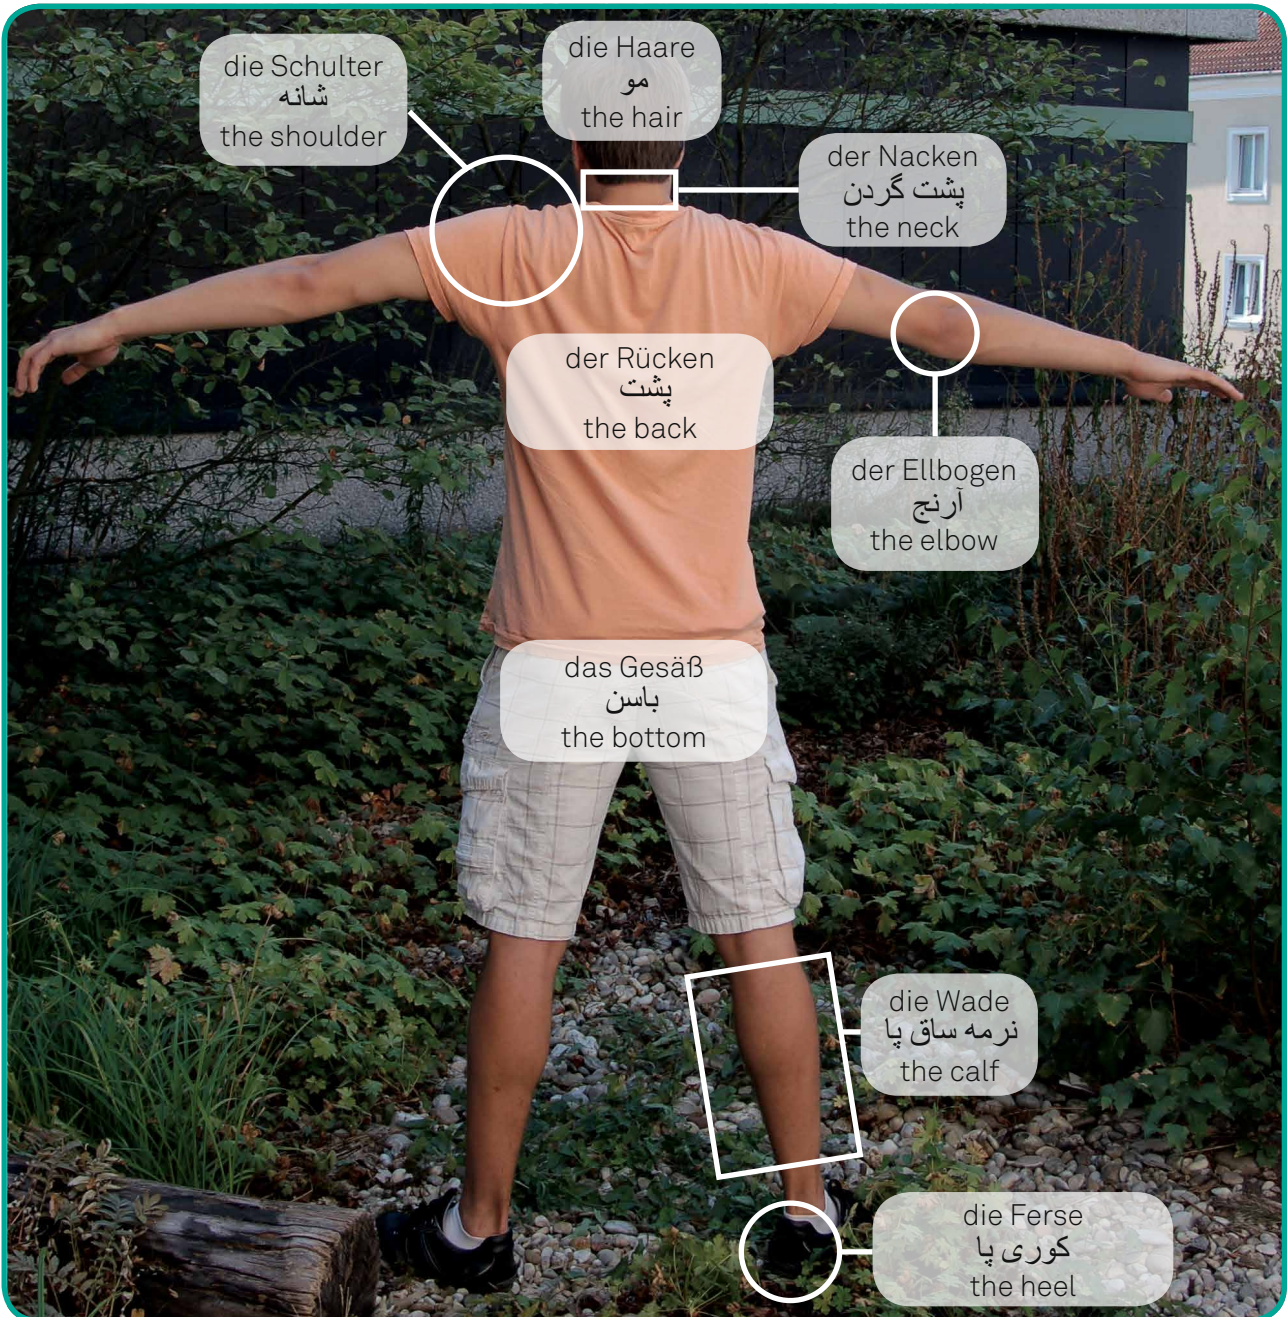 die Schulter
شانه
the shoulder
die Haare
مو
the hair
der Nacken
پشت گردن
the neck
der Rücken
پشت
the back
der Ellbogen
آرنج
the elbow
das Gesäß
باسن
the bottom
die Wade
نرمه ساق پا
the calf
die Ferse
کوری پا
the heel